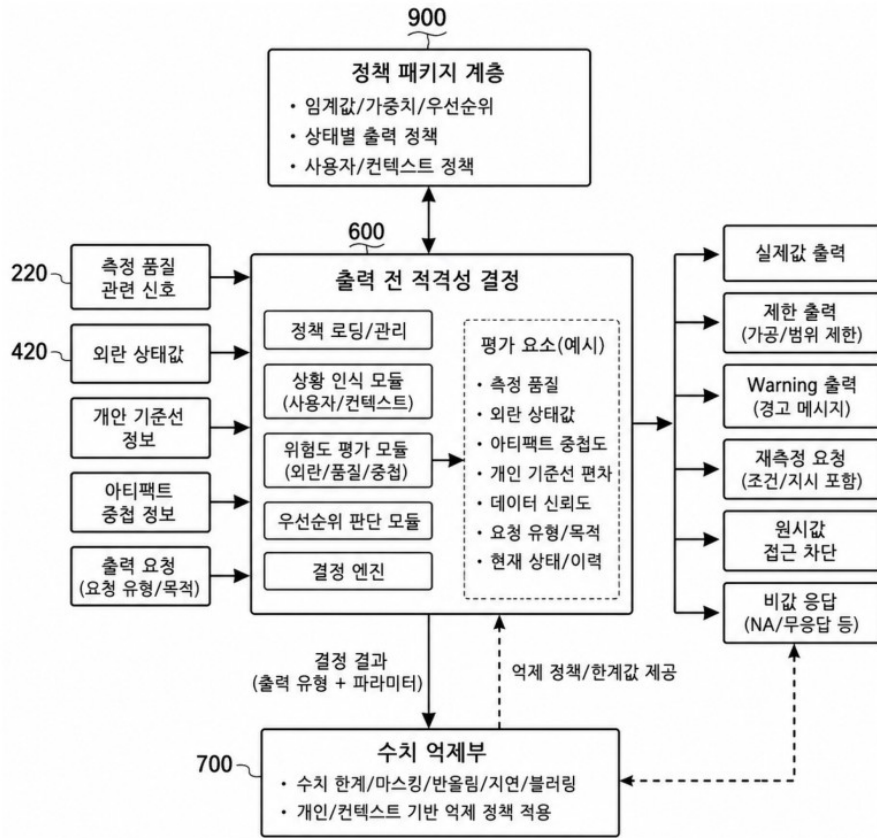 900
정책 패키지 계층
• 임계값/가중치/우선순위
• 상태별 출력 정책
• 사용자/컨텍스트 정책
600
출력 전 적격성 결정
220
측정 품질
관련 신호
420
외란 상태값
개안 기준선
정보
아티팩트
중첩 정보
출력 요청
(요청 유형/목적)
정책 로딩/관리
상황 인식 모듈
(사용자/컨텍스트)
위험도 평가 모듈
(외란/품질/중첩)
우선순위 판단 모듈
결정 엔진
평가 요소(예시)
• 측정 품질
• 외란 상태값
• 아티팩트 중첩도
• 개인 기준선 편차
• 데이터 신뢰도
• 요청 유형/목적
• 현재 상태/이력
실제값 출력
제한 출력
(가공/범위 제한)
Warning 출력
(경고 메시지)
재측정 요청
(조건/지시 포함)
원시값
접근 차단
비값 응답
(NA/무응답 등)
결정 결과
(출력 유형 + 파라미터)
억제 정책/한계값 제공
700
수치 억제부
• 수치 한계/마스킹/반올림/지연/블러링
• 개인/컨텍스트 기반 억제 정책 적용